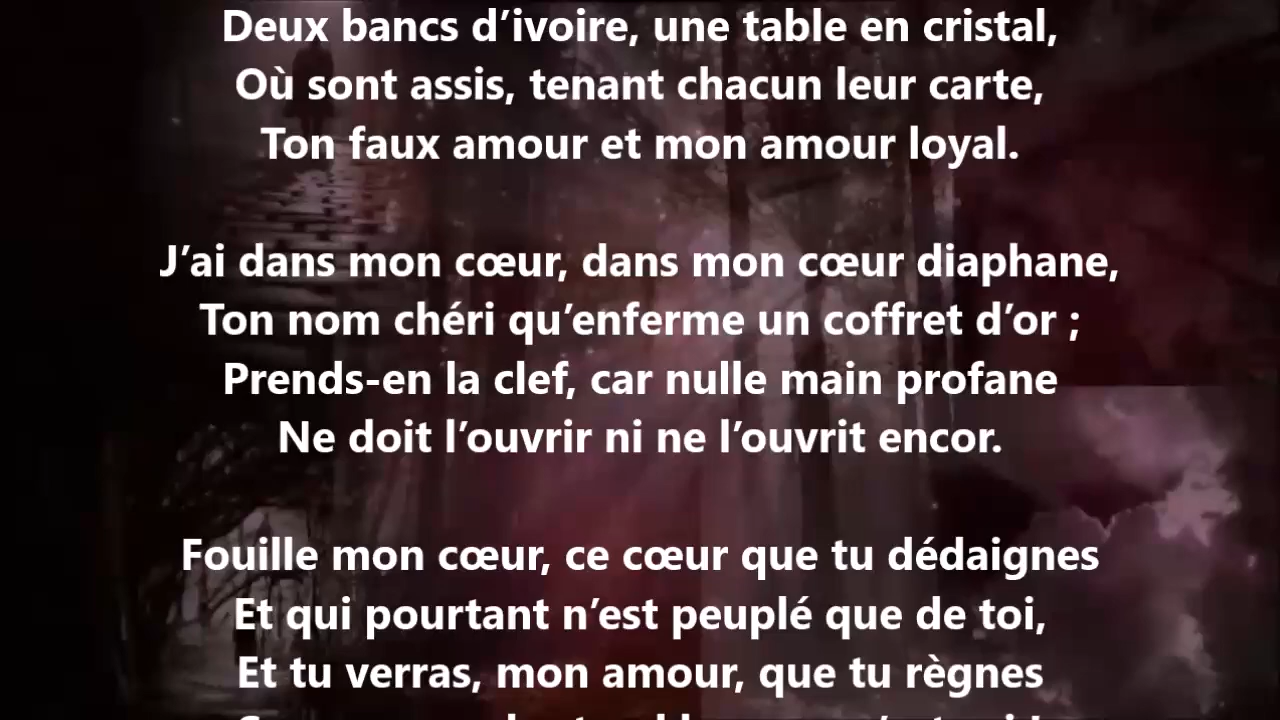 Deux bancs d’ivoire, une table en cristal,
Où sont assis, tenant chacun leur carte,
Ton faux amour et mon amour loyal.
J’ai dans mon cœur, dans mon cœur diaphane,
Ton nom chéri qu’enferme un coffret d’or ;
Prends-en la clef, car nulle main profane
Ne doit l’ouvrir ni ne l’ouvrit encor.
Fouille mon cœur, ce cœur que tu dédaignes
Et qui pourtant n’est peuplé que de toi,
Et tu verras, mon amour, que tu règnes